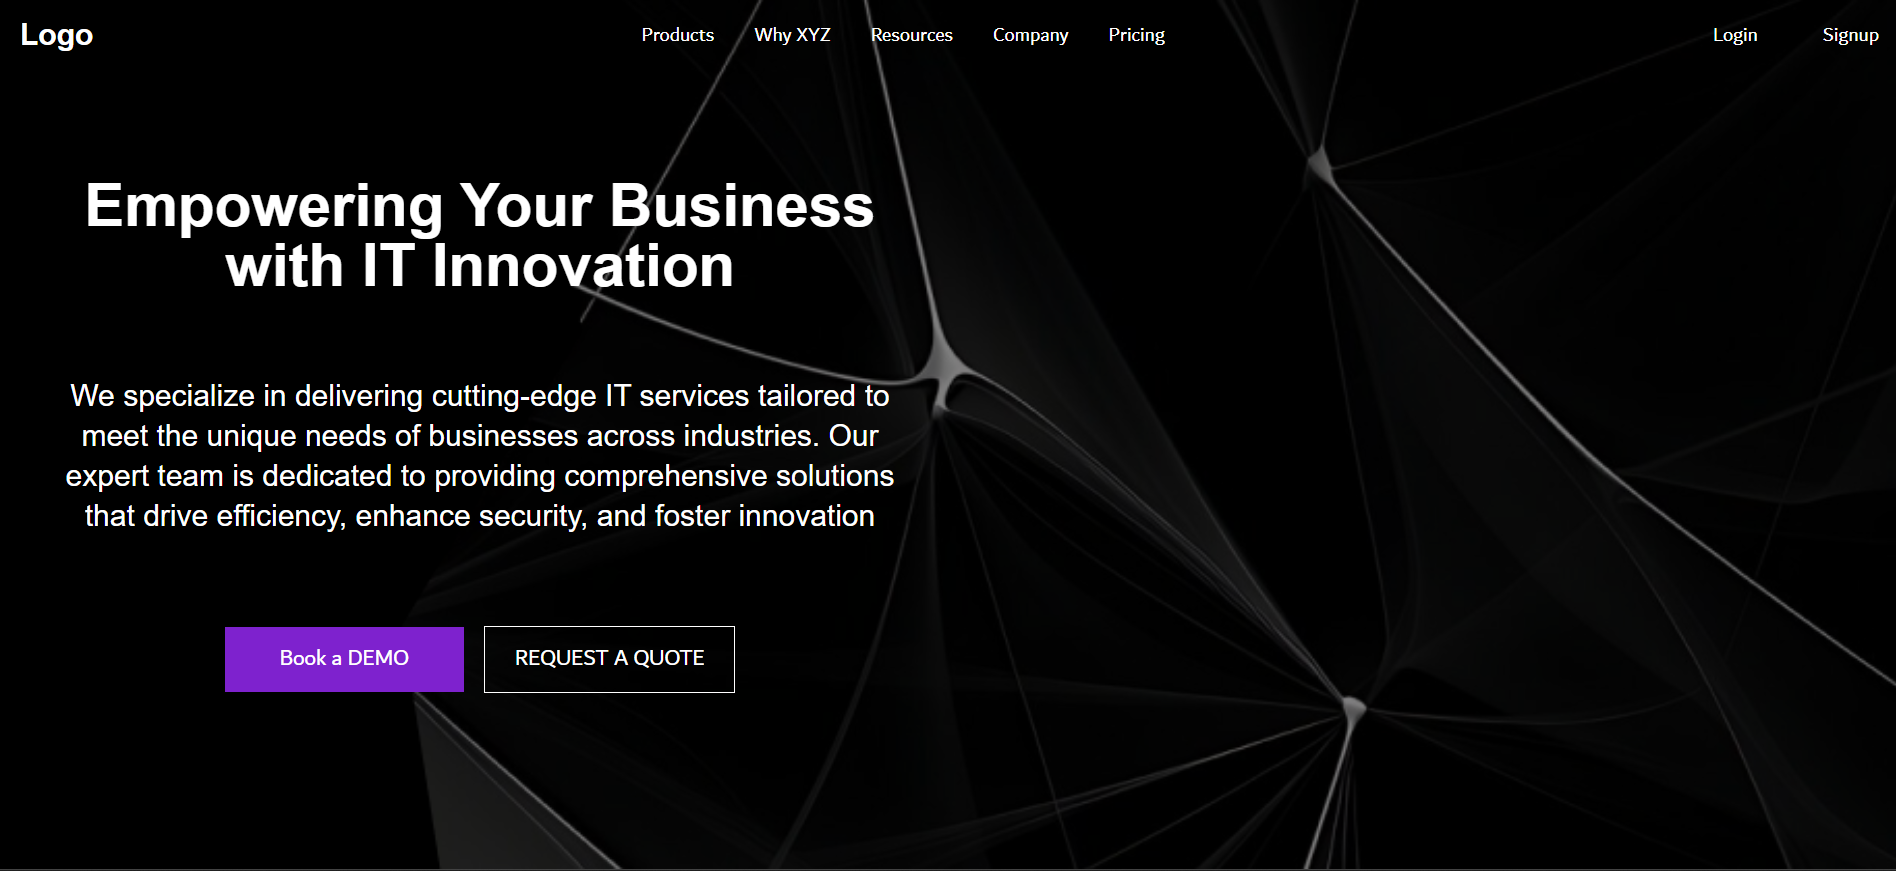 Logo
Products
Why XYZ
Resources
Company
Pricing
Login
Signup
Empowering Your Business
with IT Innovation
We specialize in delivering cutting-edge IT services tailored to
meet the unique needs of businesses across industries. Our
expert team is dedicated to providing comprehensive solutions
that drive efficiency, enhance security, and foster innovation
Book a DEMO
REQUEST A QUOTE